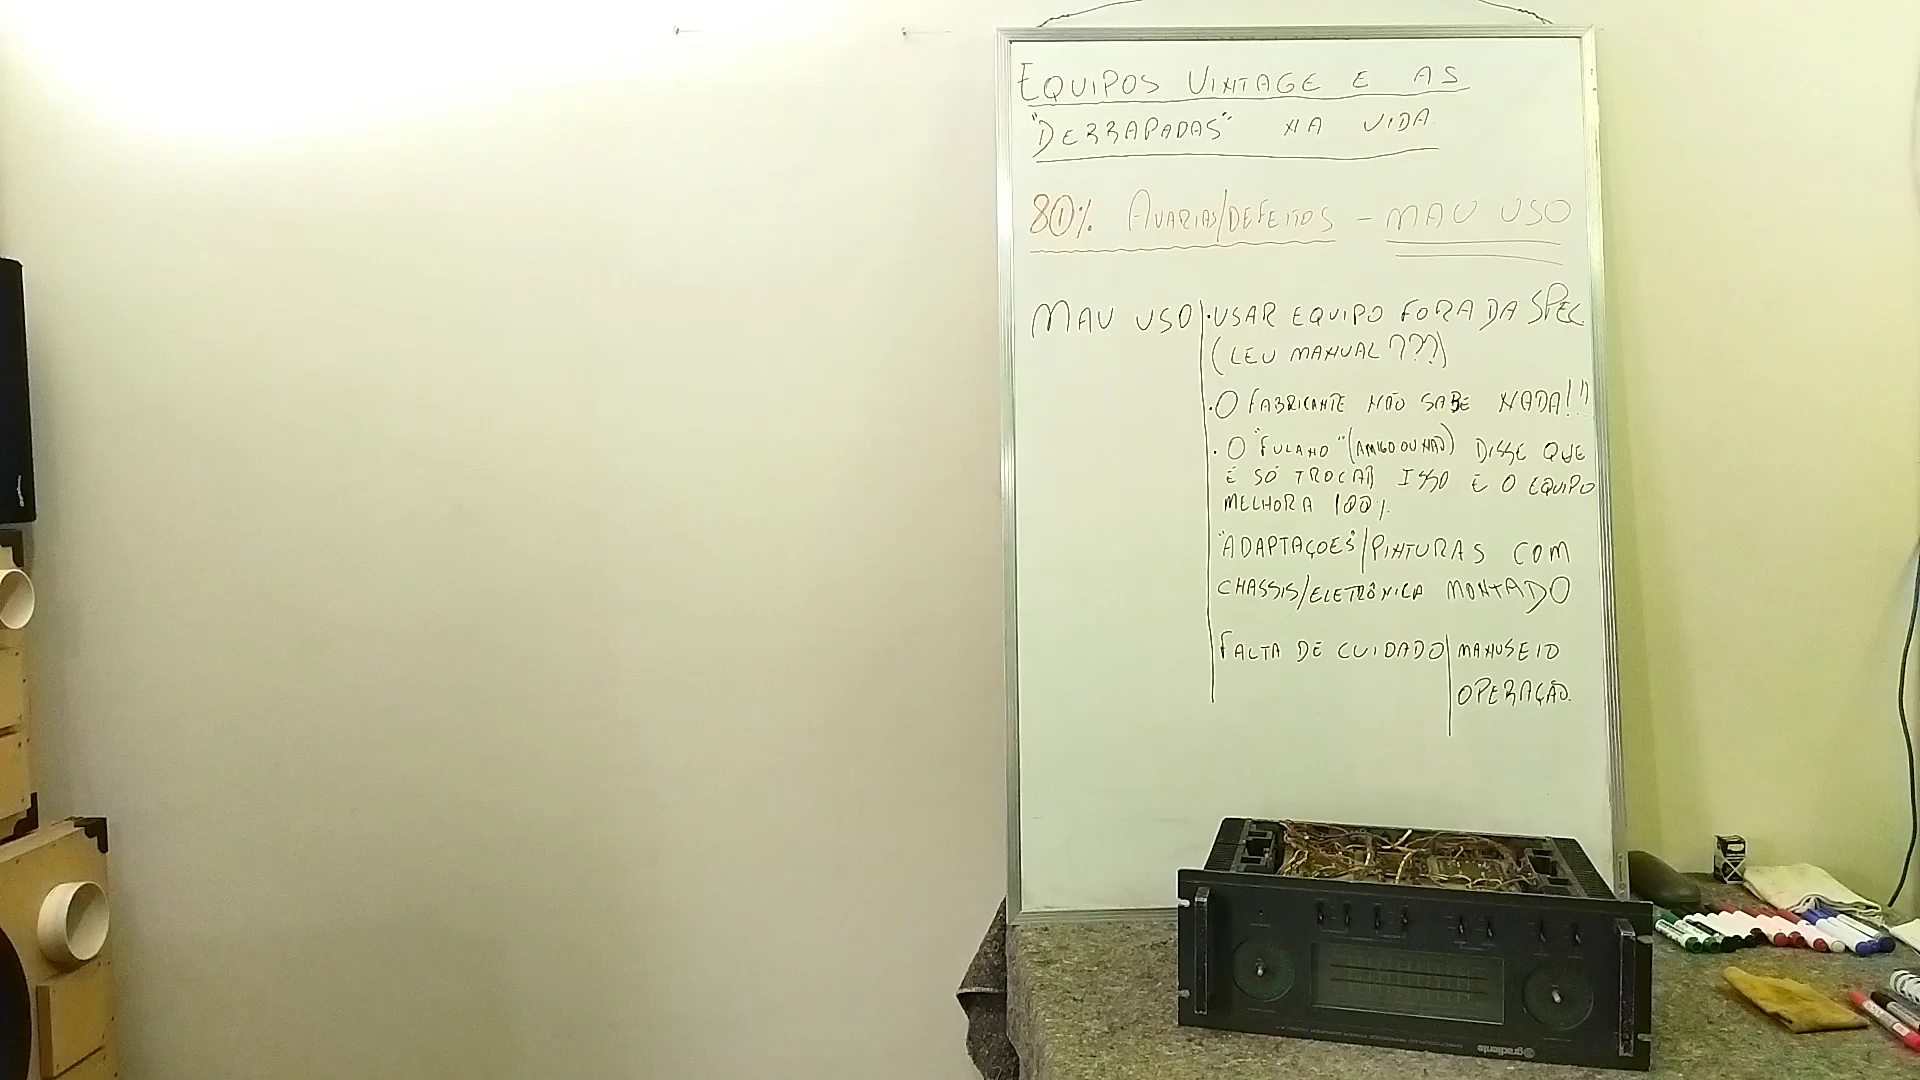 EQUIPOS VINTAGE E AS
"DERRAPADAS" NA VIDA.
80% AVARIAS/DEFEITOS - MAU USO
MAU USO
·USAR EQUIPO FORA DA SPEC
(LEU MANUAL???)
·O FABRICANTE NÃO SABE NADA!!!
·O "FULANO" (AMIGO OU NÃO) DISSE QUE
É SÓ TROCAR ISSO E O EQUIPO
MELHORA 100%.
"ADAPTAÇÕES"/PINTURAS COM
CHASSIS/ELETRÔNICA MONTADO
FALTA DE CUIDADO
MANUSEIO
OPERAÇÃO.
gradiente